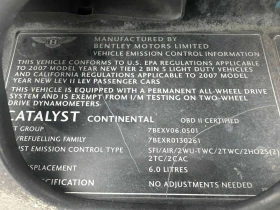 MANUFACTURED BY
BENTLEY MOTORS LIMITED
VEHICLE EMISSION CONTROL INFORMATION
THIS VEHICLE CONFORMS TO U.S. EPA REGULATIONS APPLICABLE
TO 2007 MODEL YEAR NEW TIER 2 BIN 5 LIGHT DUTY VEHICLES
AND CALIFORNIA REGULATIONS APPLICABLE TO 2007 MODEL
YEAR NEW LEV II LEV PASSENGER CARS
THIS VEHICLE IS EQUIPPED WITH A PERMANENT ALL-WHEEL DRIVE
SYSTEM AND IS EXEMPT FROM I/M TESTING ON TWO-WHEEL
DRIVE DYNAMOMETERS
CATALYST CONTINENTAL OBD II CERTIFIED
T GROUP 7BEXV06.0501
/REFUELLING FAMILY 7BEXR0130261
UST EMISSION CONTROL TYPE SFI/AIR/2WU-TWC/2TWC/2HO2S(2)
2TC/2CAC
SPLACEMENT 6.0 LITRES
CIFICATION NO ADJUSTMENTS NEEDED